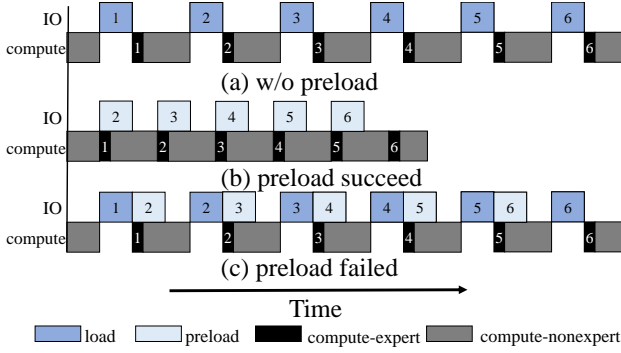 IO 1 2 3 4 5 6
compute 1 2 3 4 5 6
(a) w/o preload
IO 2 3 4 5 6
compute 1 2 3 4 5 6
(b) preload succeed
IO 1 2 2 3 3 4 4 5 5 6 6
compute 1 2 3 4 5 6
(c) preload failed
Time
load preload compute-expert compute-nonexpert